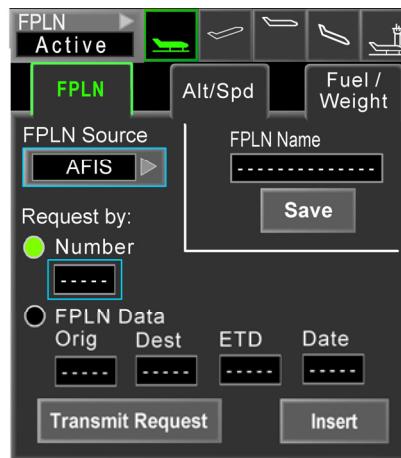 FPLN
Active
FPLN
Alt/Spd
Fuel /
Weight
FPLN Source
AFIS
FPLN Name
--------------
Save
Request by:
Number
-----
FPLN Data
Orig Dest ETD Date
----- ----- ----- -----
Transmit Request Insert